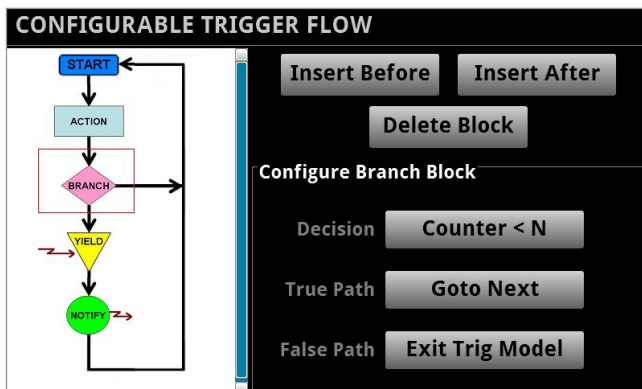 CONFIGURABLE TRIGGER FLOW
START
ACTION
BRANCH
YIELD
NOTIFY
Insert Before
Insert After
Delete Block
Configure Branch Block
Decision
Counter < N
True Path
Goto Next
False Path
Exit Trig Model